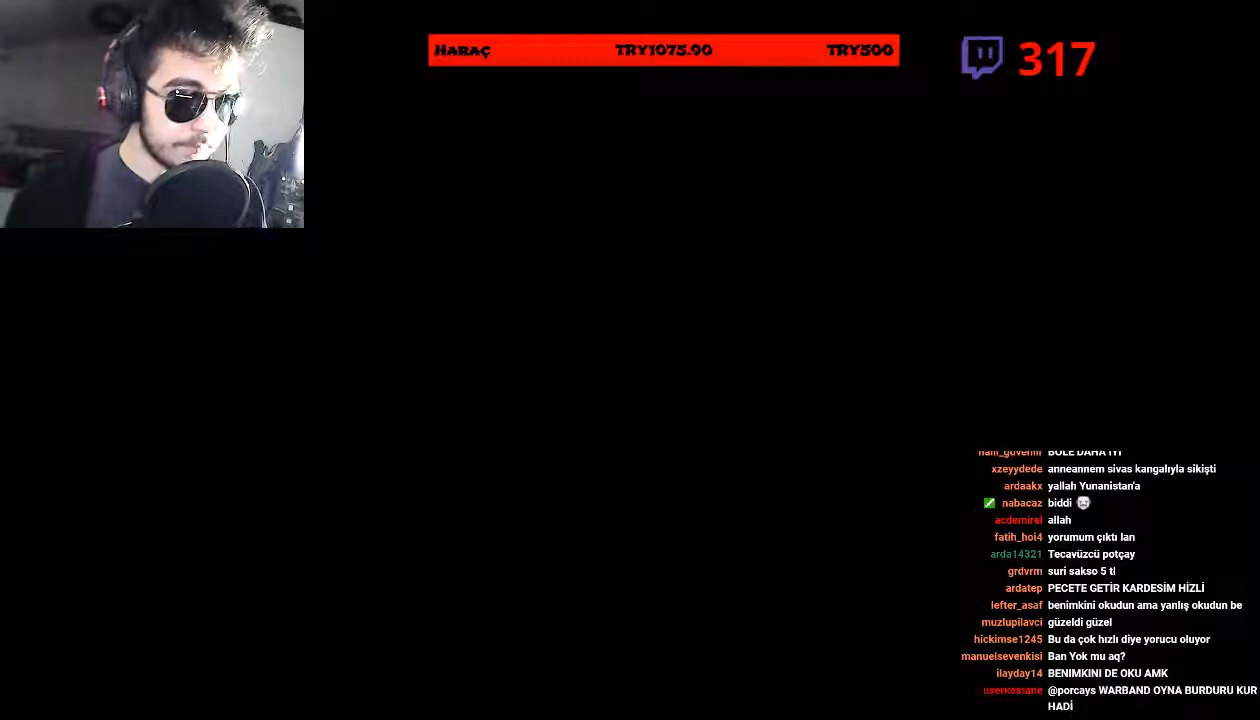 Haraç TRY1075.90 TRY500
317
BÖLE DAHA İYİ
xzeyydede anneannem sivas kangalıyla sikişti
ardaakx yallah Yunanistan'a
nabacaz biddi
acdemirel allah
fatih_hoi4 yorumum çıktı lan
arda14321 Tecavüzcü potçay
grdvrm suri sakso 5 tl
ardatep PECETE GETİR KARDESİM HİZLİ
lefter_asaf benimkini okudun ama yanlış okudun be
muzlupilavci güzeldi güzel
hickimse1245 Bu da çok hızlı diye yorucu oluyor
manuelsevenkisi Ban Yok mu aq?
ilayday14 BENIMKINI DE OKU AMK
@porcays WARBAND OYNA BURDURU KUR
HADİ